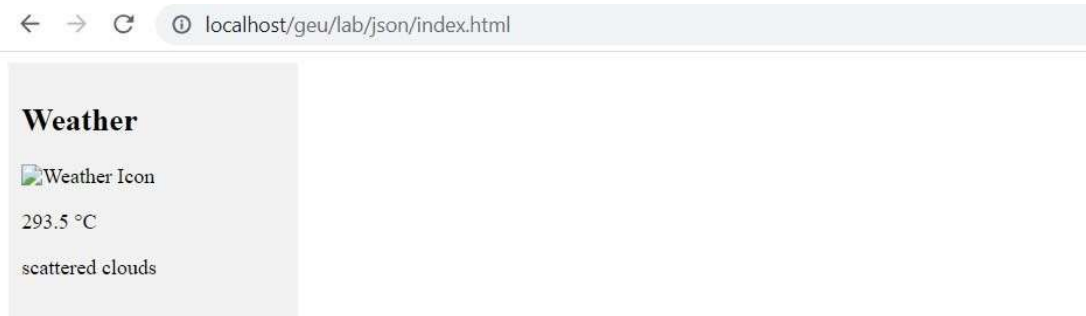 localhost/geu/lab/json/index.html
Weather
Weather Icon
293.5 °C
scattered clouds